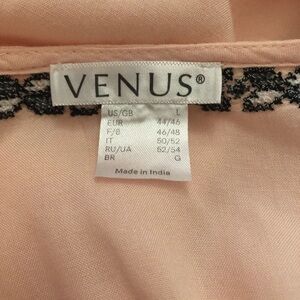 VENUS®
US/GB L
EUR 44/46
F/B 46/48
IT 50/52
RU/UA 52/54
BR G
Made in India